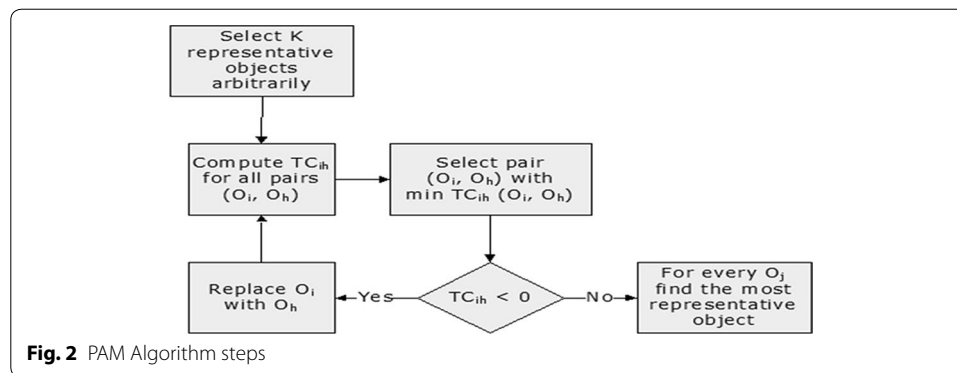 Select K
representative
objects
arbitrarily
Compute TCih
for all pairs
(Oi, Oh)
Select pair
(Oi, Oh) with
min TCih (Oi, Oh)
Replace Oi
with Oh
Yes
TCih < 0
No
For every Oj
find the most
representative
object
Fig. 2 PAM Algorithm steps